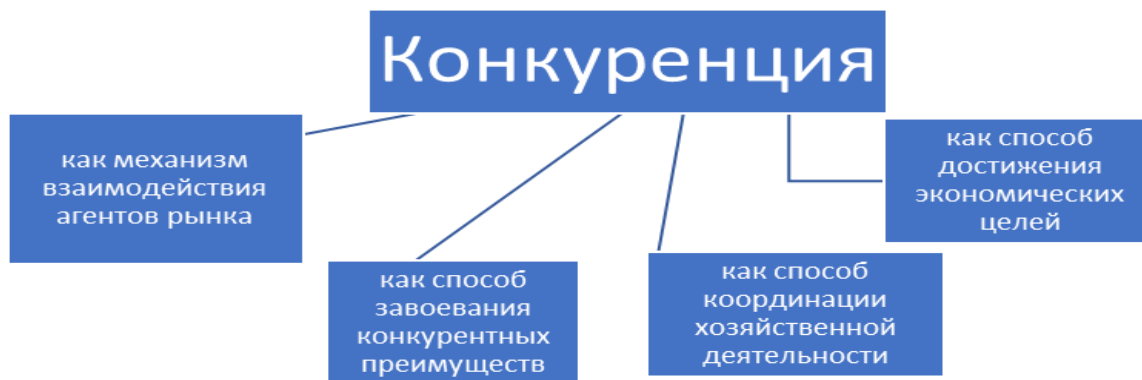 Конкуренция
как механизм
взаимодействия
агентов рынка
как способ
завоевания
конкурентных
преимуществ
как способ
координации
хозяйственной
деятельности
как способ
достижения
экономических
целей